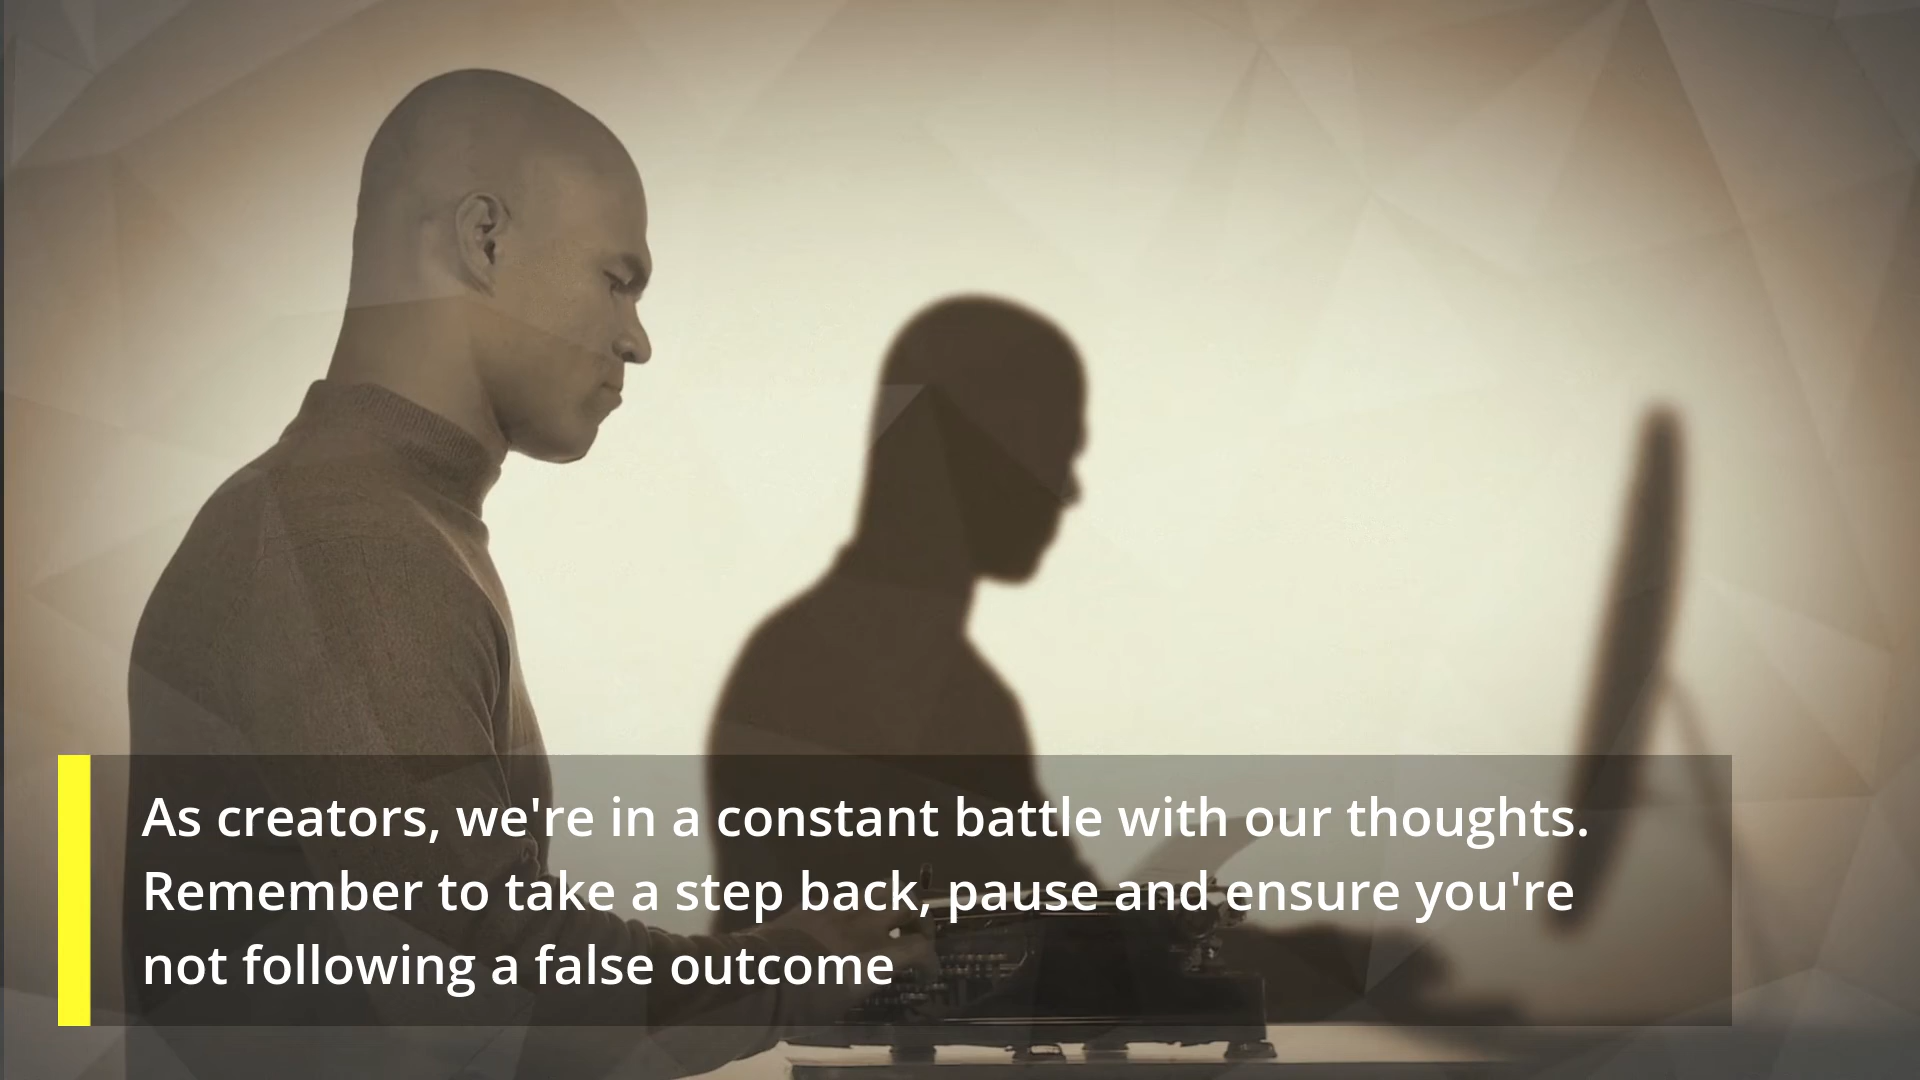 As creators, we're in a constant battle with our thoughts.
Remember to take a step back, pause and ensure you're
not following a false outcome